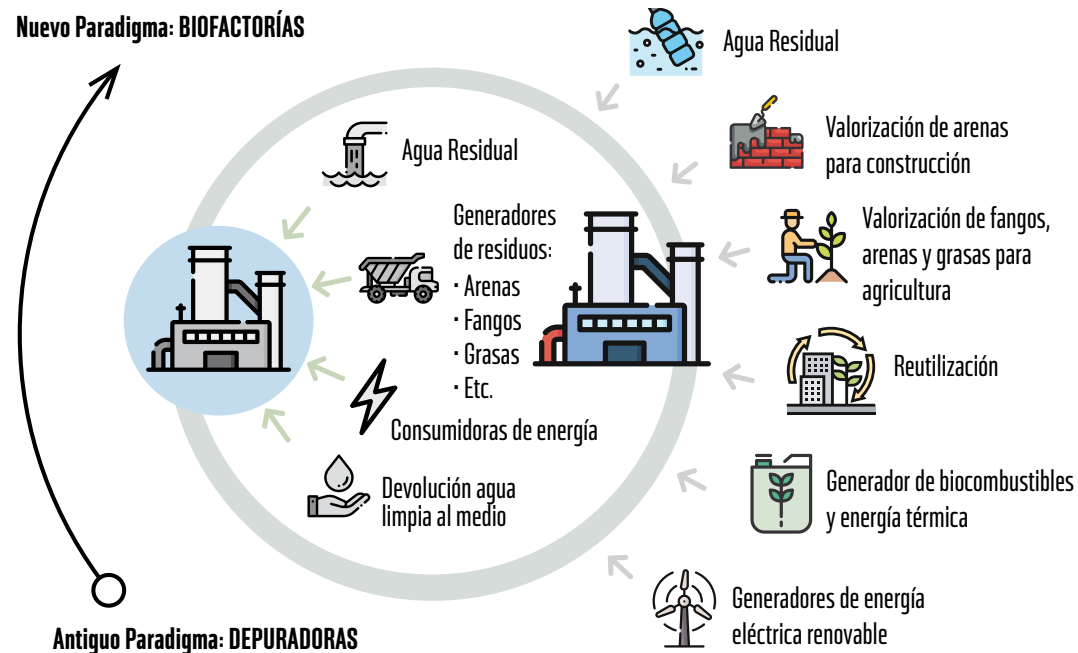 Nuevo Paradigma: BIOFACTORÍAS
Agua Residual
Generadores
de residuos:
· Arenas
· Fangos
· Grasas
· Etc.
Consumidoras de energía
Devolución agua
limpia al medio
Agua Residual
Valorización de arenas
para construcción
Valorización de fangos,
arenas y grasas para
agricultura
Reutilización
Generador de biocombustibles
y energía térmica
Generadores de energía
eléctrica renovable
Antiguo Paradigma: DEPURADORAS